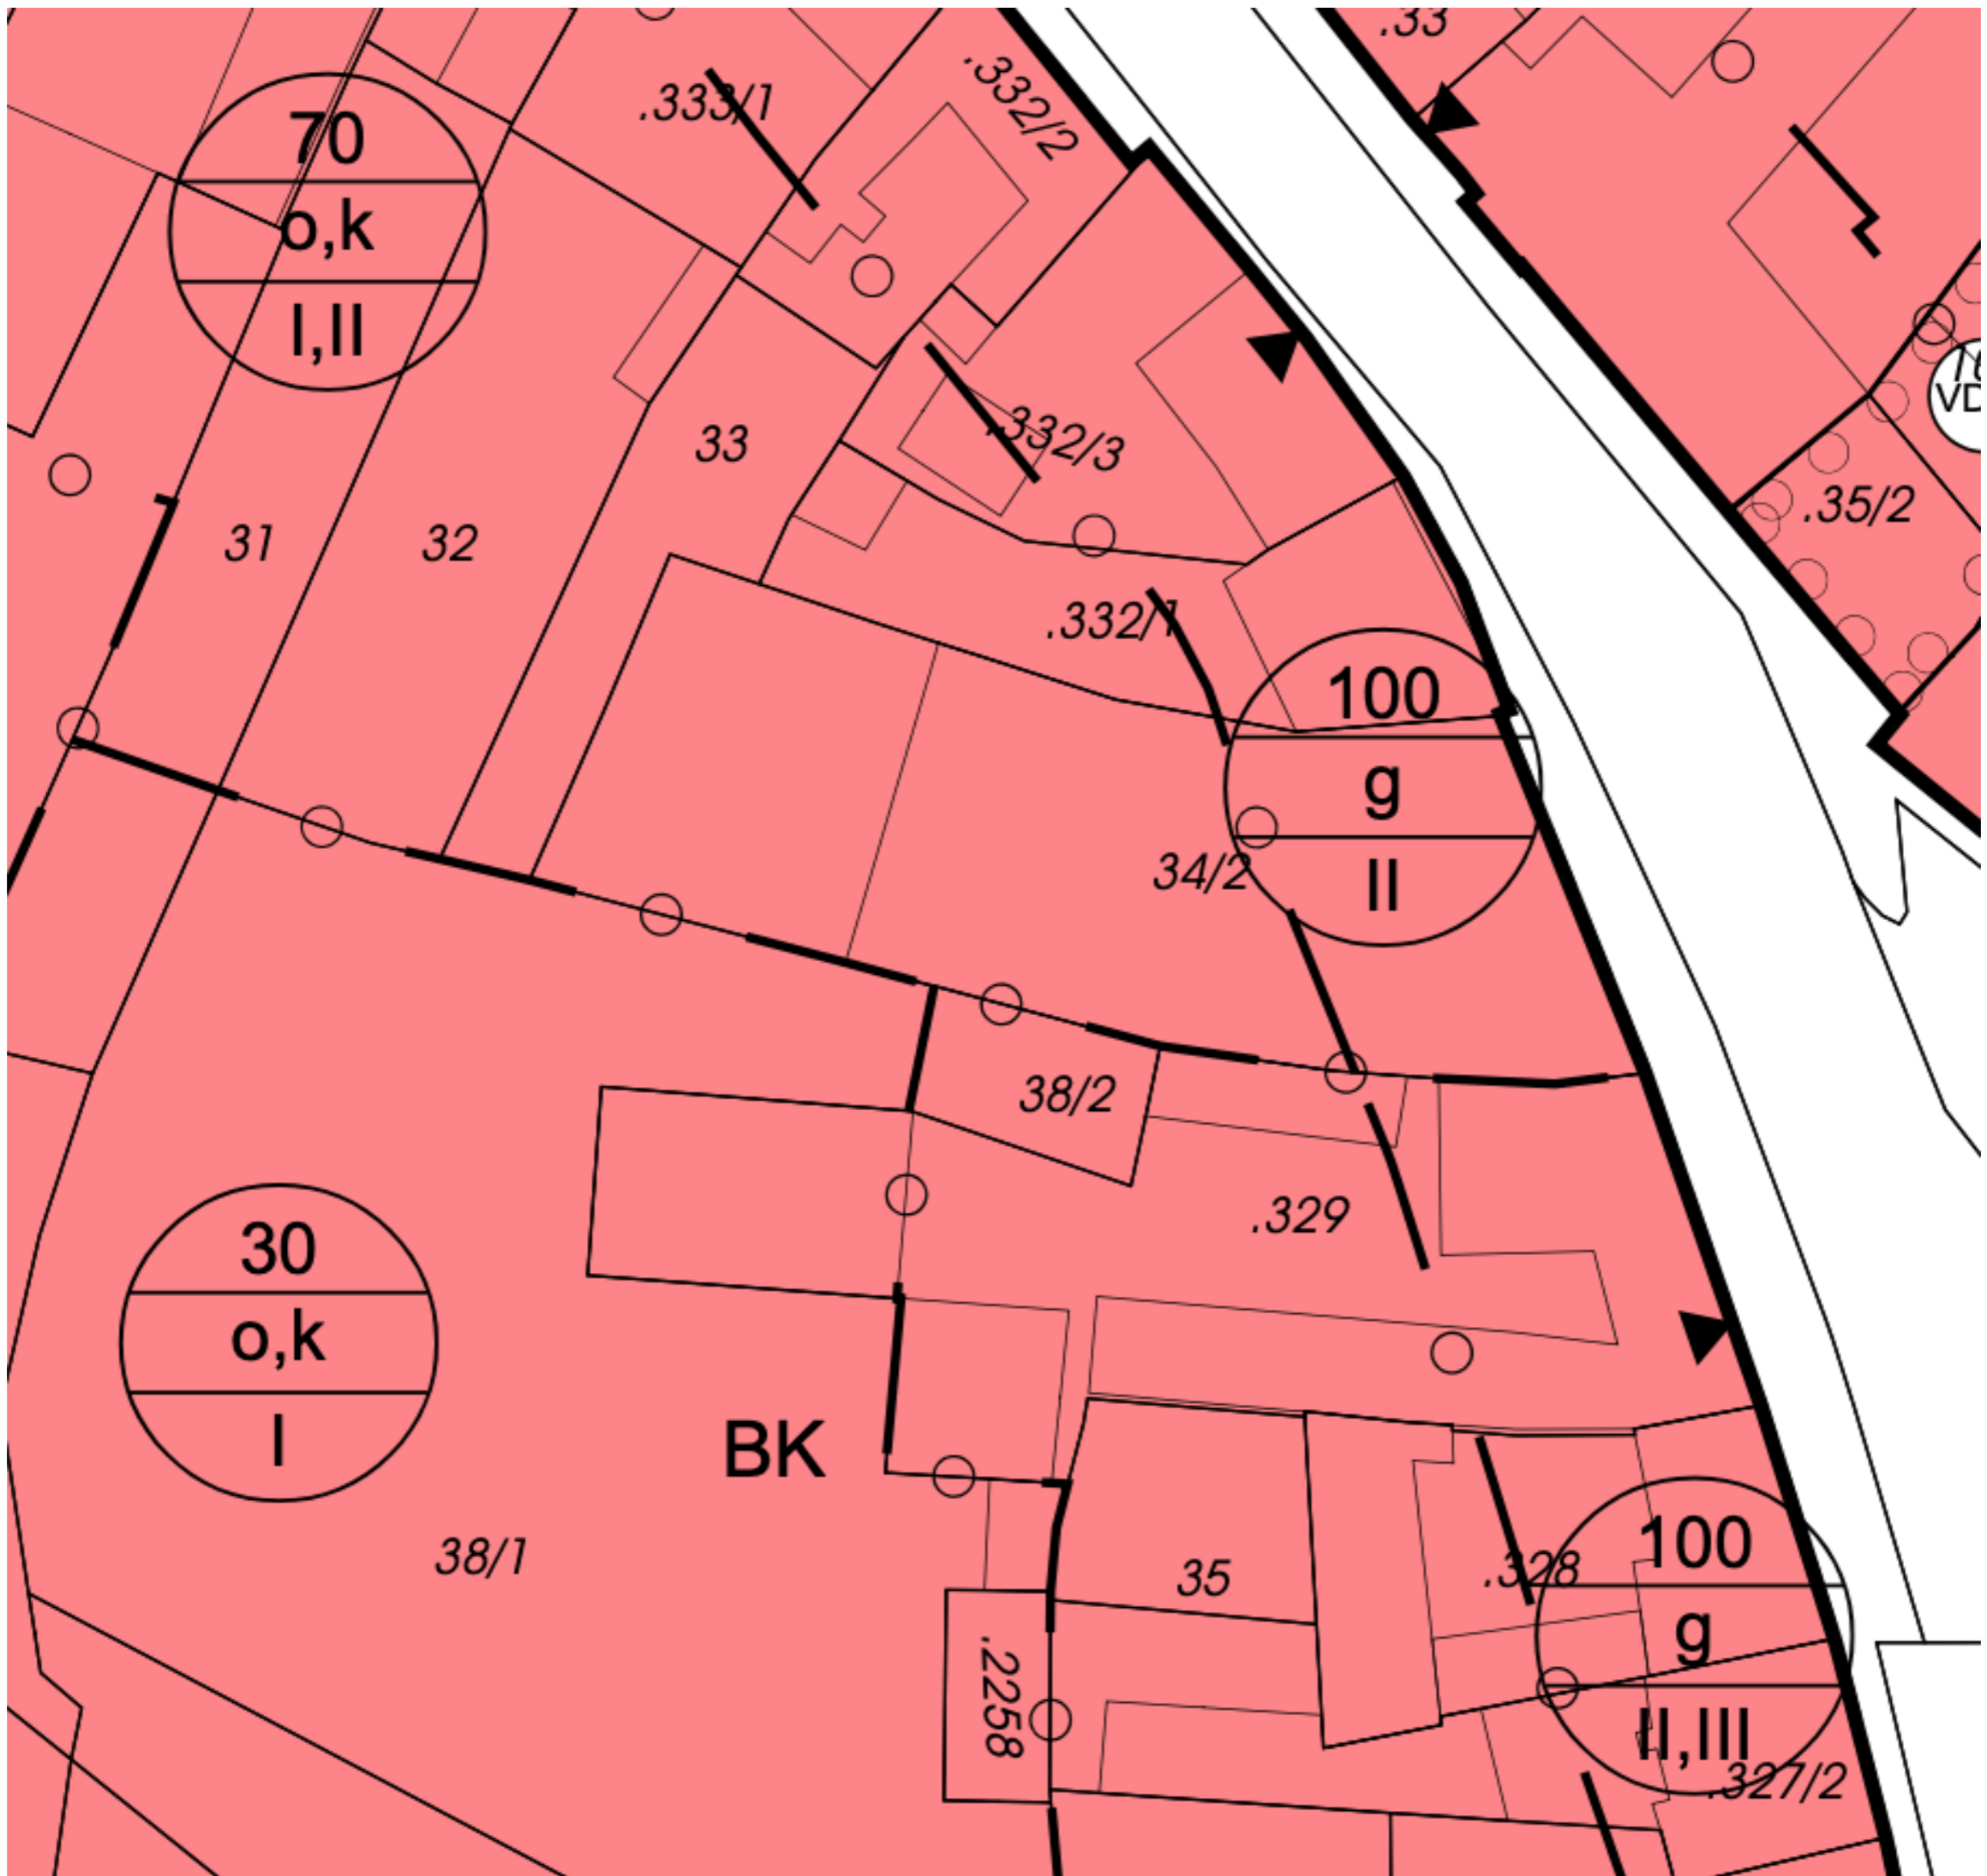 .33
.333/1
.332/2
70
o,k
I,II
33
.332/3
VD
.35/2
31
32
.332/1
100
g
II
34/2
38/2
.329
30
o,k
I
BK
38/1
35
.328
100
g
II,III
.2258
.327/2